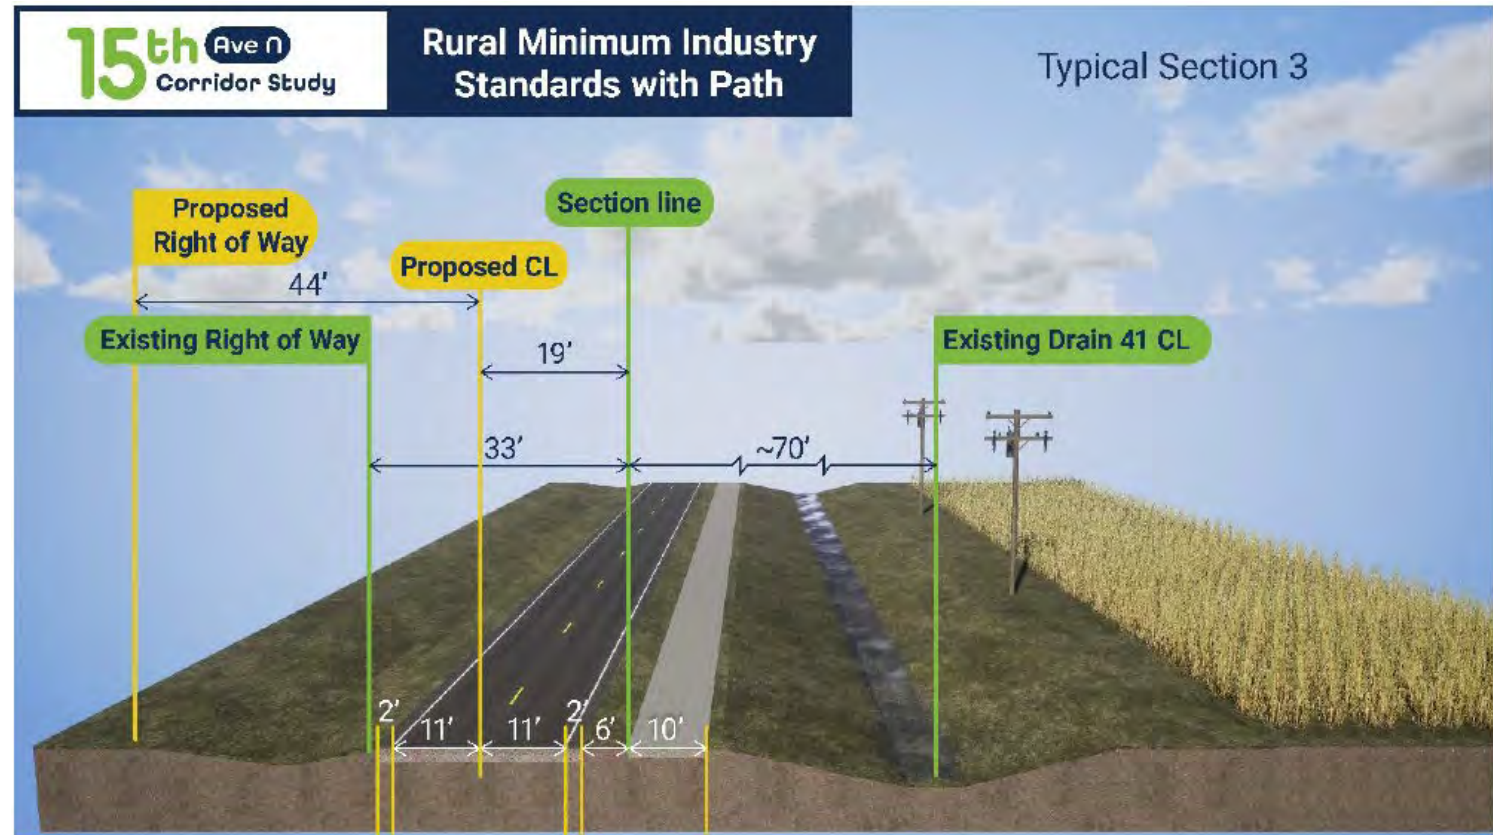 15th Ave N
Corridor Study
Rural Minimum Industry
Standards with Path
Typical Section 3
Proposed
Right of Way
Section line
Proposed CL
44'
Existing Right of Way
19'
Existing Drain 41 CL
33'
~70'
2'
11'
11'
2'
6'
10'